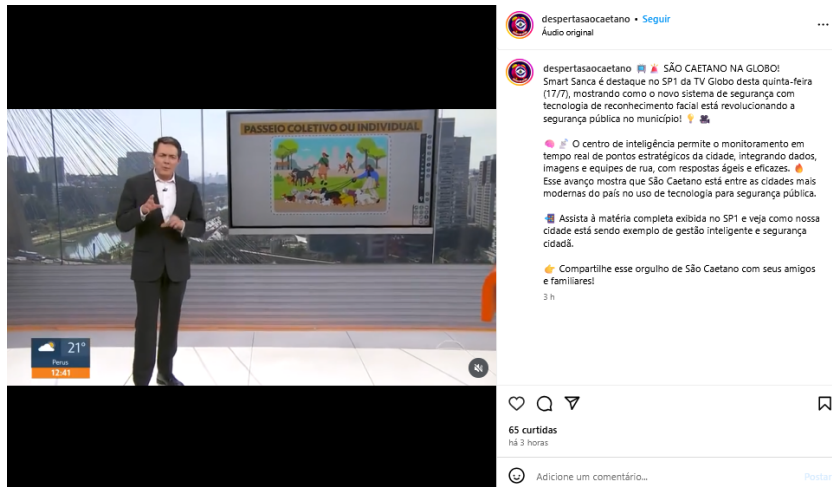 PASSEIO COLETIVO OU INDIVIDUAL
21°
Perus
12:41
despertasaocaetano • Seguir
Áudio original
despertasaocaetano 📺 🚨 SÃO CAETANO NA GLOBO!
Smart Sanca é destaque no SP1 da TV Globo desta quinta-feira
(17/7), mostrando como o novo sistema de segurança com
tecnologia de reconhecimento facial está revolucionando a
segurança pública no município! 💡 🎥
🧠 📡 O centro de inteligência permite o monitoramento em
tempo real de pontos estratégicos da cidade, integrando dados,
imagens e equipes de rua, com respostas ágeis e eficazes. 🔥
Esse avanço mostra que São Caetano está entre as cidades mais
modernas do país no uso de tecnologia para segurança pública.
📲 Assista à matéria completa exibida no SP1 e veja como nossa
cidade está sendo exemplo de gestão inteligente e segurança
cidadã.
👉 Compartilhe esse orgulho de São Caetano com seus amigos
e familiares!
3 h
65 curtidas
há 3 horas
Adicione um comentário...
Postar